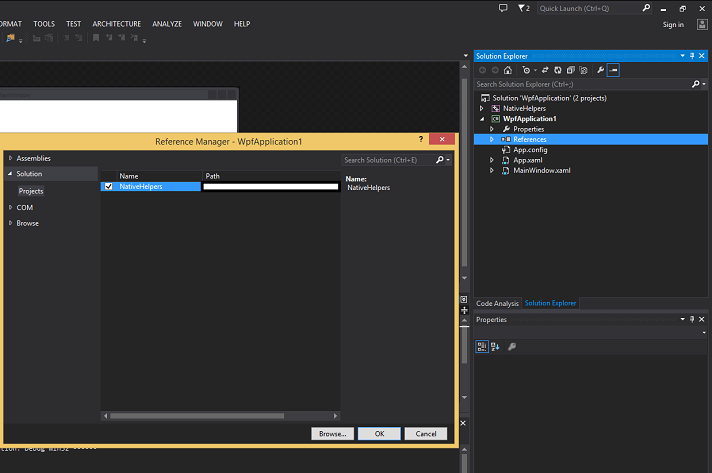 Quick Launch (Ctrl+Q)
2
ORMAT TOOLS TEST ARCHITECTURE ANALYZE WINDOW HELP
Sign in
Solution Explorer
Search Solution Explorer (Ctrl+;)
Solution 'WpfApplication' (2 projects)
NativeHelpers
WpfApplication1
Properties
References
App.config
App.xaml
MainWindow.xaml
Reference Manager - WpfApplication1
?
Assemblies
Solution
Projects
COM
Browse
Name Path
NativeHelpers
Search Solution (Ctrl+E)
Name:
NativeHelpers
Browse... OK Cancel
Code Analysis Solution Explorer
Properties
tion: Debug Win32 ------